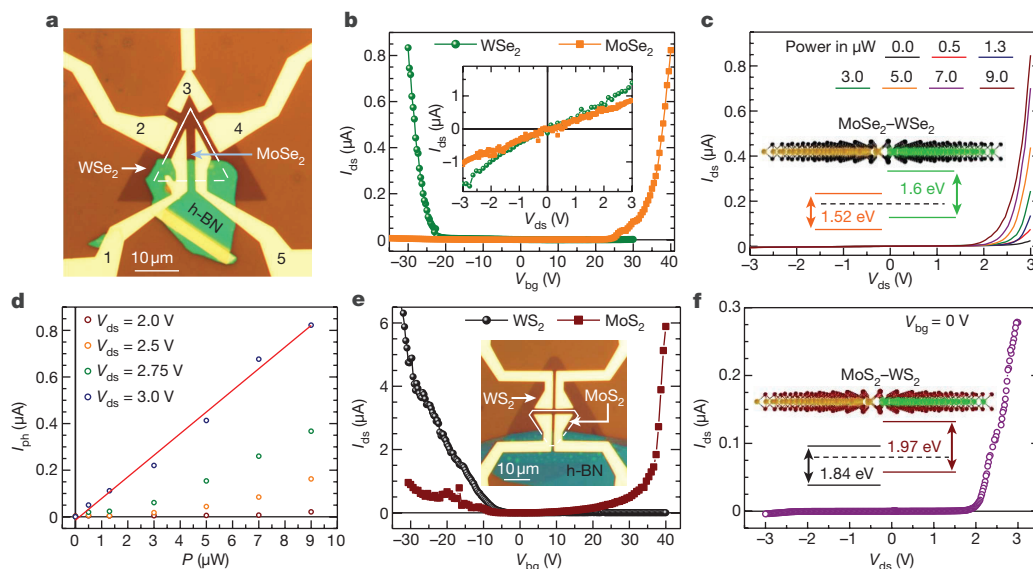 a
3
2
4
WSe2
MoSe2
h-BN
1
10 μm
5
b
WSe2 MoSe2
Ids (μA)
0.8
0.6
0.4
0.2
0
Ids (μA)
1
0
−1
−3 −2 −1 0 1 2 3
Vds (V)
−30 −20 −10 0 10 20 30 40
Vbg (V)
c
Power in μW
0.0 0.5 1.3
3.0 5.0 7.0 9.0
Ids (μA)
1
0.8
0.6
0.4
0.2
0
MoSe2–WSe2
1.6 eV
1.52 eV
−3 −2 −1 0 1 2 3
Vds (V)
d
Vds = 2.0 V
Vds = 2.5 V
Vds = 2.75 V
Vds = 3.0 V
Iph (μA)
0.8
0.6
0.4
0.2
0
0 1 2 3 4 5 6 7 8 9 10
P (μW)
e
WS2 MoS2
Ids (μA)
6
5
4
3
2
1
0
WS2
MoS2
10 μm
h-BN
−30 −20 −10 0 10 20 30 40
Vbg (V)
f
Vbg = 0 V
Ids (μA)
0.3
0.2
0.15
0.1
0.05
0
MoS2–WS2
1.97 eV
1.84 eV
−3 −2 −1 0 1 2 3
Vds (V)